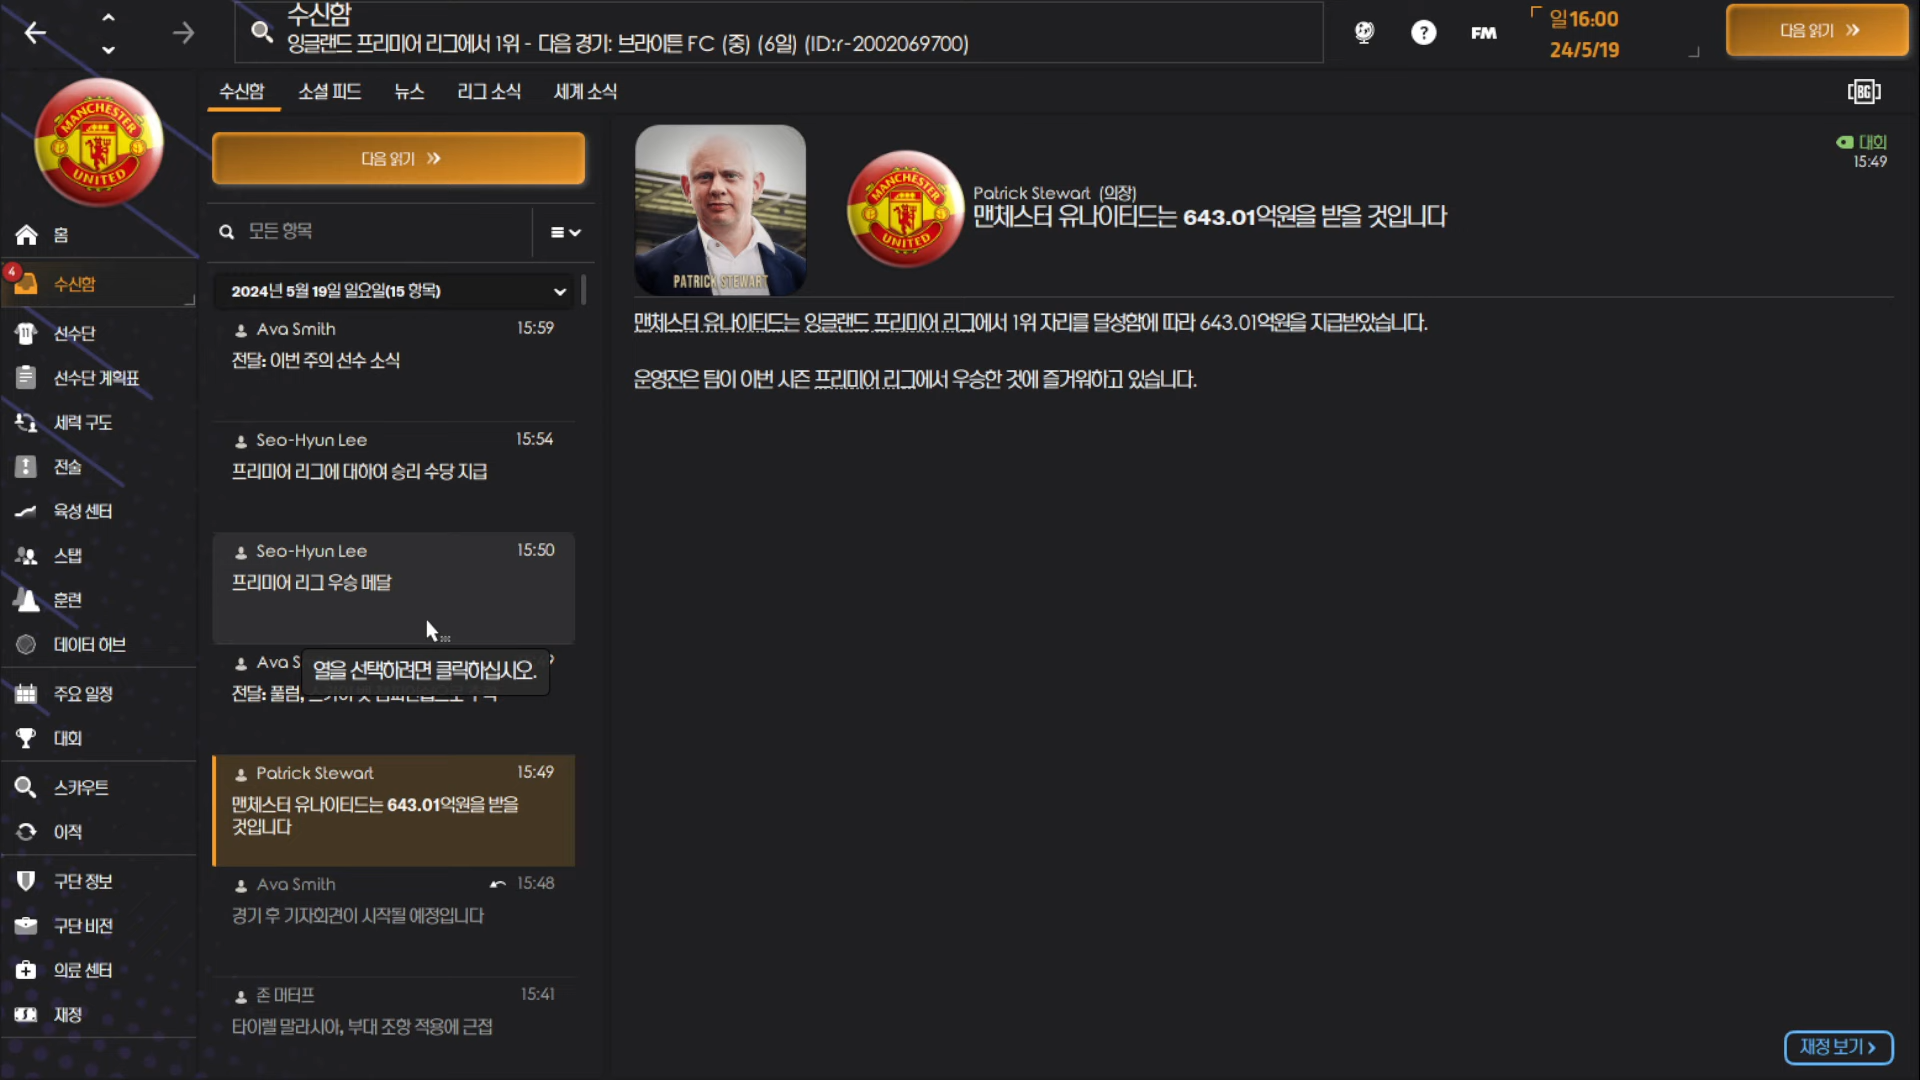 수신함
잉글랜드 프리미어 리그에서 1위 - 다음 경기: 브라이튼 FC (중) (6일) (ID:r-2002069700)
FM
일16:00
24/5/19
다음 읽기
MANCHESTER
UNITED
수신함
소셜 피드
뉴스
리그 소식
세계 소식
BG
다음 읽기
모든 항목
2024년 5월 19일 일요일(15 항목)
Ava Smith 15:59
전달: 이번 주의 선수 소식
Seo-Hyun Lee 15:54
프리미어 리그에 대하여 승리 수당 지급
Seo-Hyun Lee 15:50
프리미어 리그 우승 메달
열을 선택하려면 클릭하십시오.
Ava S
전달: 풀럼,
Patrick Stewart 15:49
맨체스터 유나이티드는 643.01억원을 받을
것입니다
Ava Smith 15:48
경기 후 기자회견이 시작될 예정입니다
존 머터프 15:41
타이렐 말라시아, 부대 조항 적용에 근접
홈
4
수신함
선수단
선수단 계획표
세력 구도
전술
육성 센터
스탭
훈련
데이터 허브
주요 일정
대회
스카우트
이적
구단 정보
구단 비전
의료 센터
재정
PATRICK STEWART
MANCHESTER
UNITED
Patrick Stewart (의장)
맨체스터 유나이티드는 643.01억원을 받을 것입니다
대회
15:49
맨체스터 유나이티드는 잉글랜드 프리미어 리그에서 1위 자리를 달성함에 따라 643.01억원을 지급받았습니다.
운영진은 팀이 이번 시즌 프리미어 리그에서 우승한 것에 즐거워하고 있습니다.
재정 보기